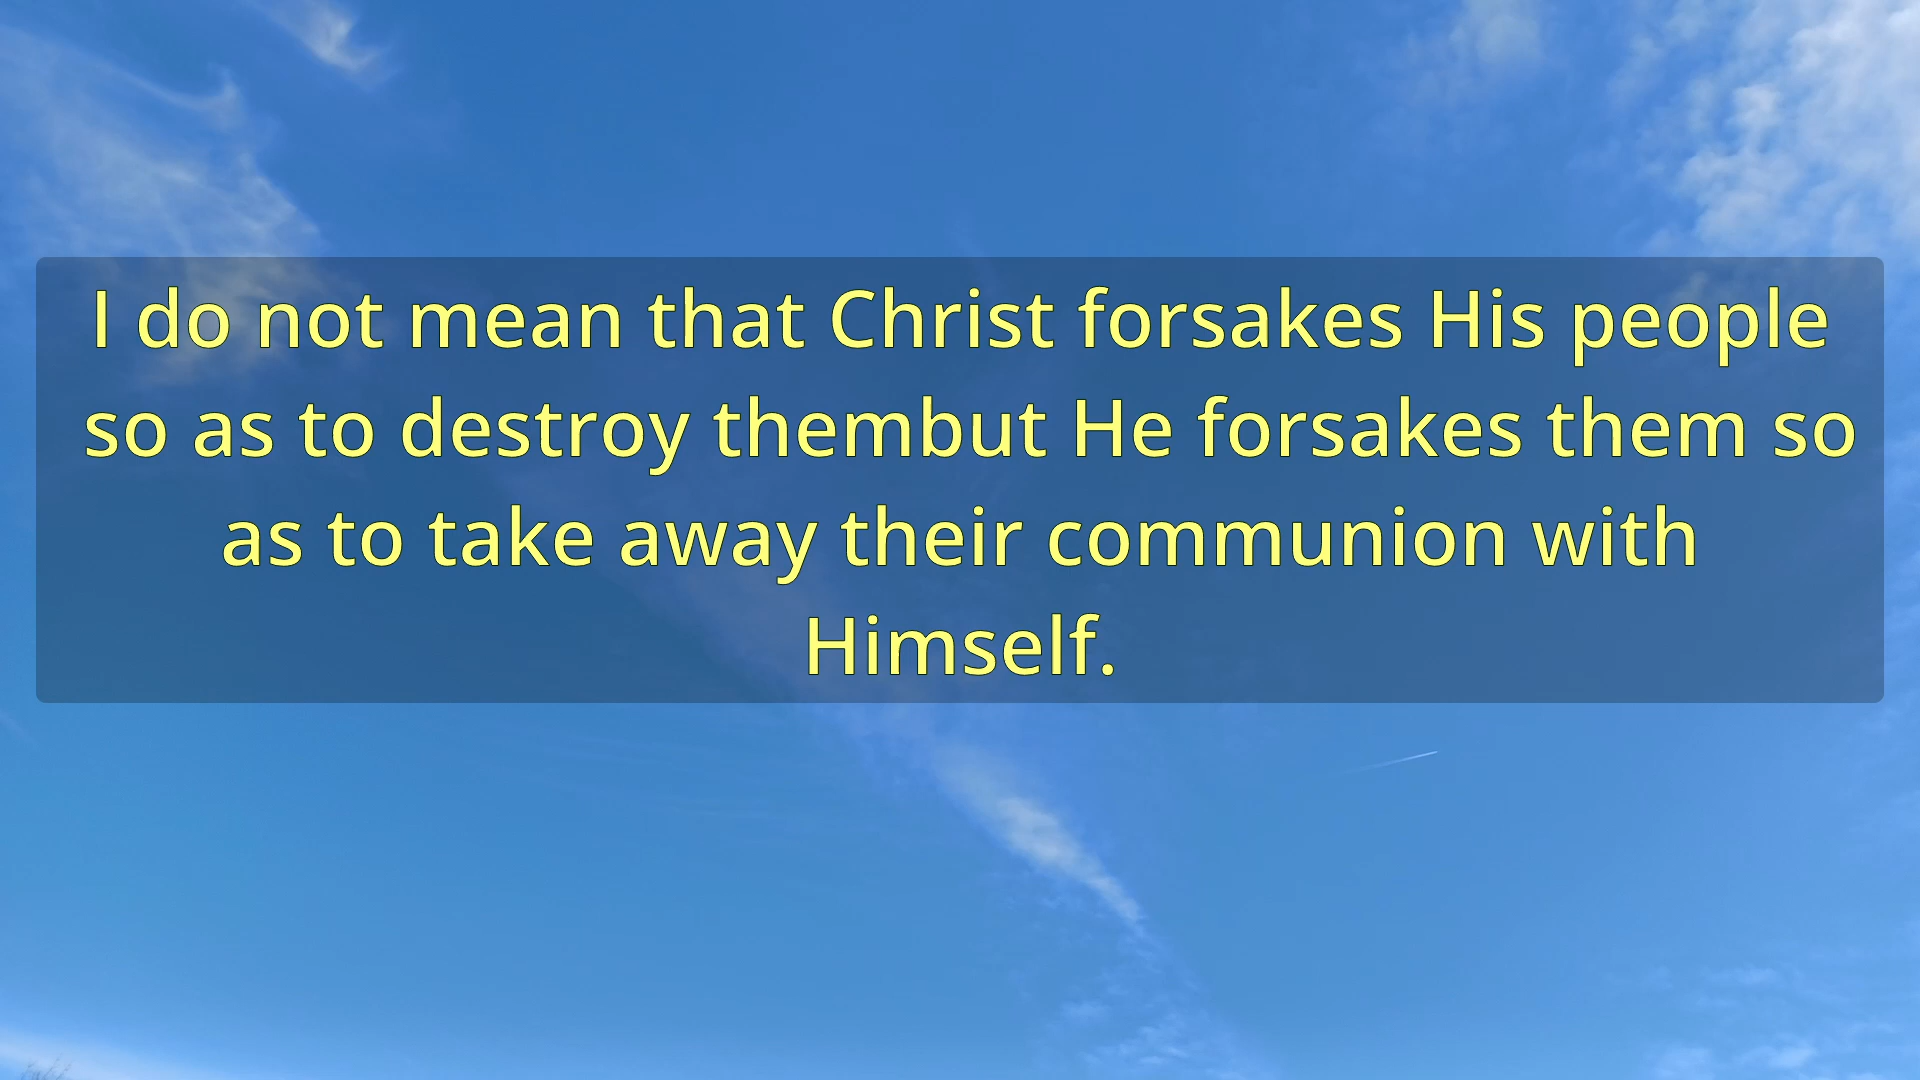 I do not mean that Christ forsakes His people
so as to destroy thembut He forsakes them so
as to take away their communion with
Himself.